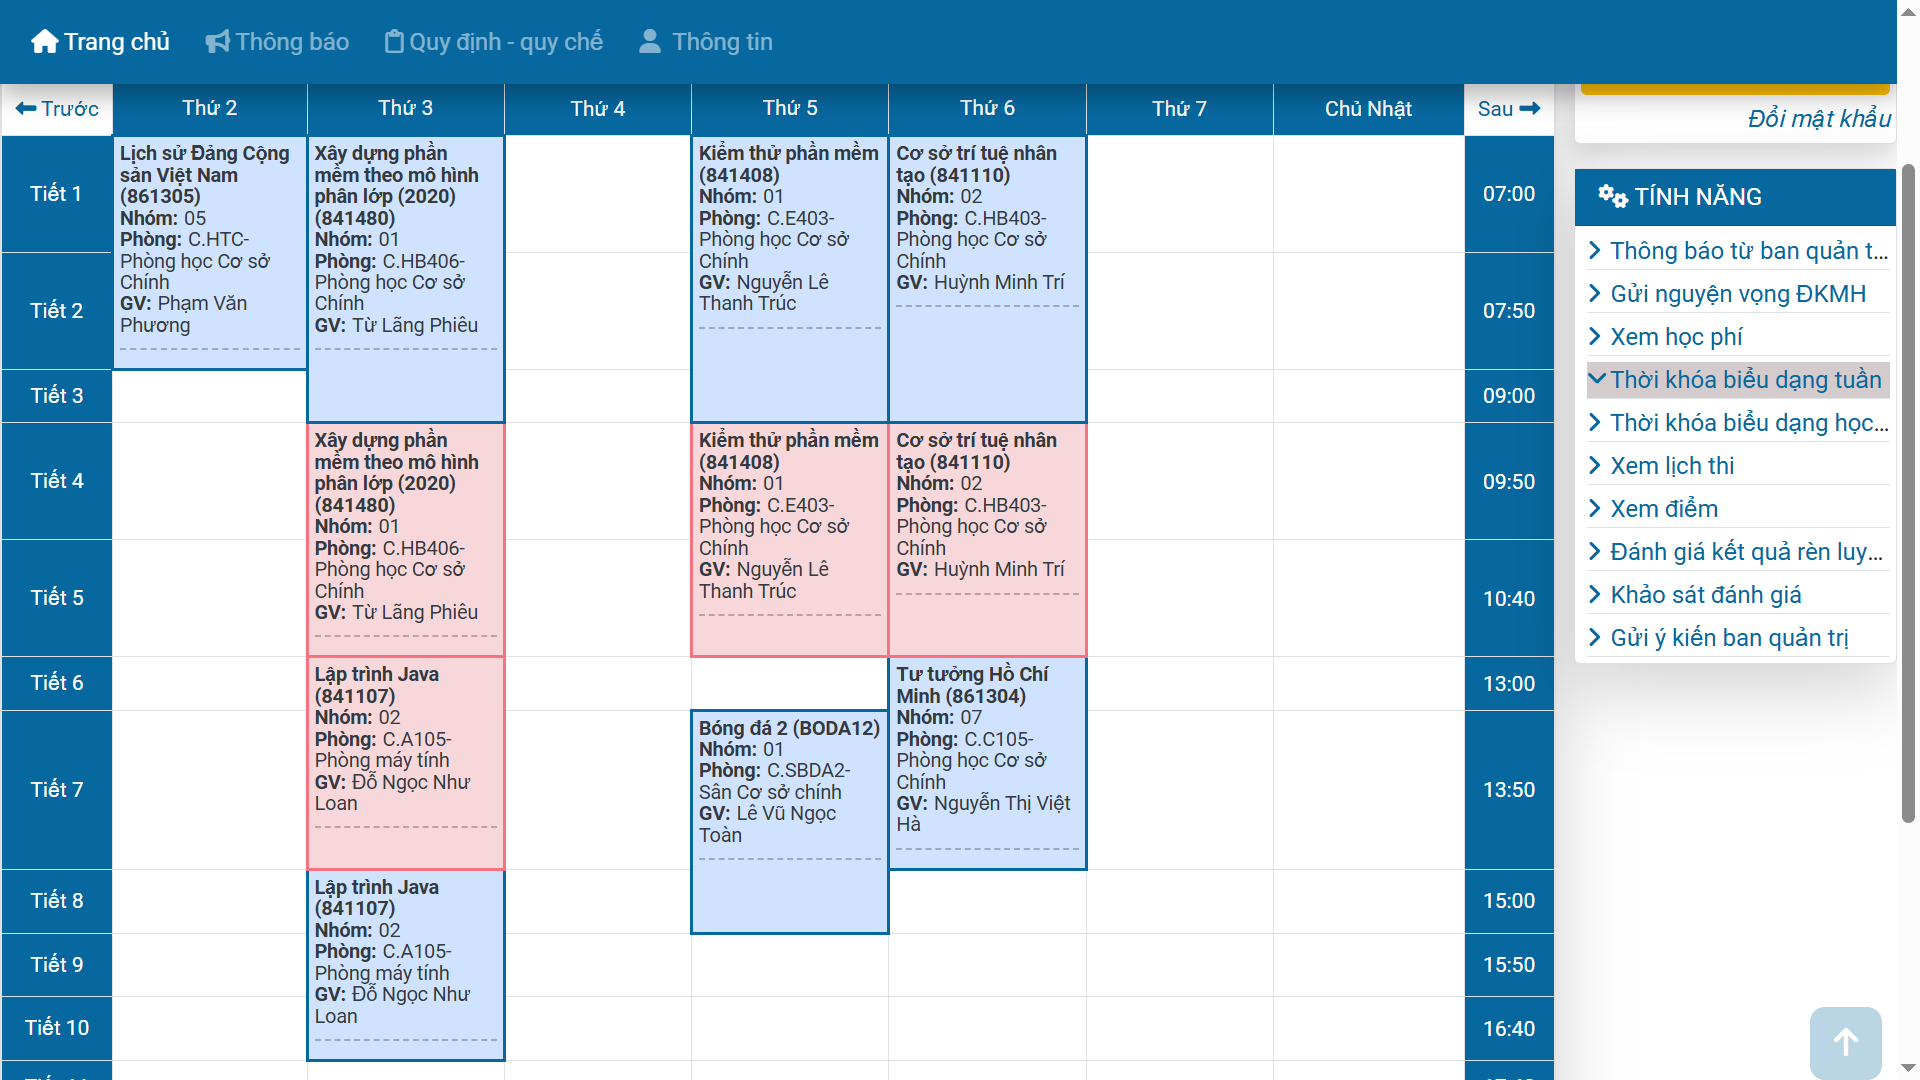 Trang chủ Thông báo Quy định - quy chế Thông tin
Trước Thứ 2 Thứ 3 Thứ 4 Thứ 5 Thứ 6 Thứ 7 Chủ Nhật Sau
Tiết 1
Tiết 2
Tiết 3
Tiết 4
Tiết 5
Tiết 6
Tiết 7
Tiết 8
Tiết 9
Tiết 10
Lịch sử Đảng Cộng
sản Việt Nam
(861305)
Nhóm: 05
Phòng: C.HTC-
Phòng học Cơ sở
Chính
GV: Phạm Văn
Phương
Xây dựng phần
mềm theo mô hình
phân lớp (2020)
(841480)
Nhóm: 01
Phòng: C.HB406-
Phòng học Cơ sở
Chính
GV: Từ Lãng Phiêu
Xây dựng phần
mềm theo mô hình
phân lớp (2020)
(841480)
Nhóm: 01
Phòng: C.HB406-
Phòng học Cơ sở
Chính
GV: Từ Lãng Phiêu
Lập trình Java
(841107)
Nhóm: 02
Phòng: C.A105-
Phòng máy tính
GV: Đỗ Ngọc Như
Loan
Lập trình Java
(841107)
Nhóm: 02
Phòng: C.A105-
Phòng máy tính
GV: Đỗ Ngọc Như
Loan
Kiểm thử phần mềm
(841408)
Nhóm: 01
Phòng: C.E403-
Phòng học Cơ sở
Chính
GV: Nguyễn Lê
Thanh Trúc
Kiểm thử phần mềm
(841408)
Nhóm: 01
Phòng: C.E403-
Phòng học Cơ sở
Chính
GV: Nguyễn Lê
Thanh Trúc
Bóng đá 2 (BODA12)
Nhóm: 01
Phòng: C.SBDA2-
Sân Cơ sở chính
GV: Lê Vũ Ngọc
Toàn
Cơ sở trí tuệ nhân
tạo (841110)
Nhóm: 02
Phòng: C.HB403-
Phòng học Cơ sở
Chính
GV: Huỳnh Minh Trí
Cơ sở trí tuệ nhân
tạo (841110)
Nhóm: 02
Phòng: C.HB403-
Phòng học Cơ sở
Chính
GV: Huỳnh Minh Trí
Tư tưởng Hồ Chí
Minh (861304)
Nhóm: 07
Phòng: C.C105-
Phòng học Cơ sở
Chính
GV: Nguyễn Thị Việt
Hà
07:00
07:50
09:00
09:50
10:40
13:00
13:50
15:00
15:50
16:40
Đổi mật khẩu
TÍNH NĂNG
Thông báo từ ban quản t...
Gửi nguyện vọng ĐKMH
Xem học phí
Thời khóa biểu dạng tuần
Thời khóa biểu dạng học...
Xem lịch thi
Xem điểm
Đánh giá kết quả rèn luy...
Khảo sát đánh giá
Gửi ý kiến ban quản trị